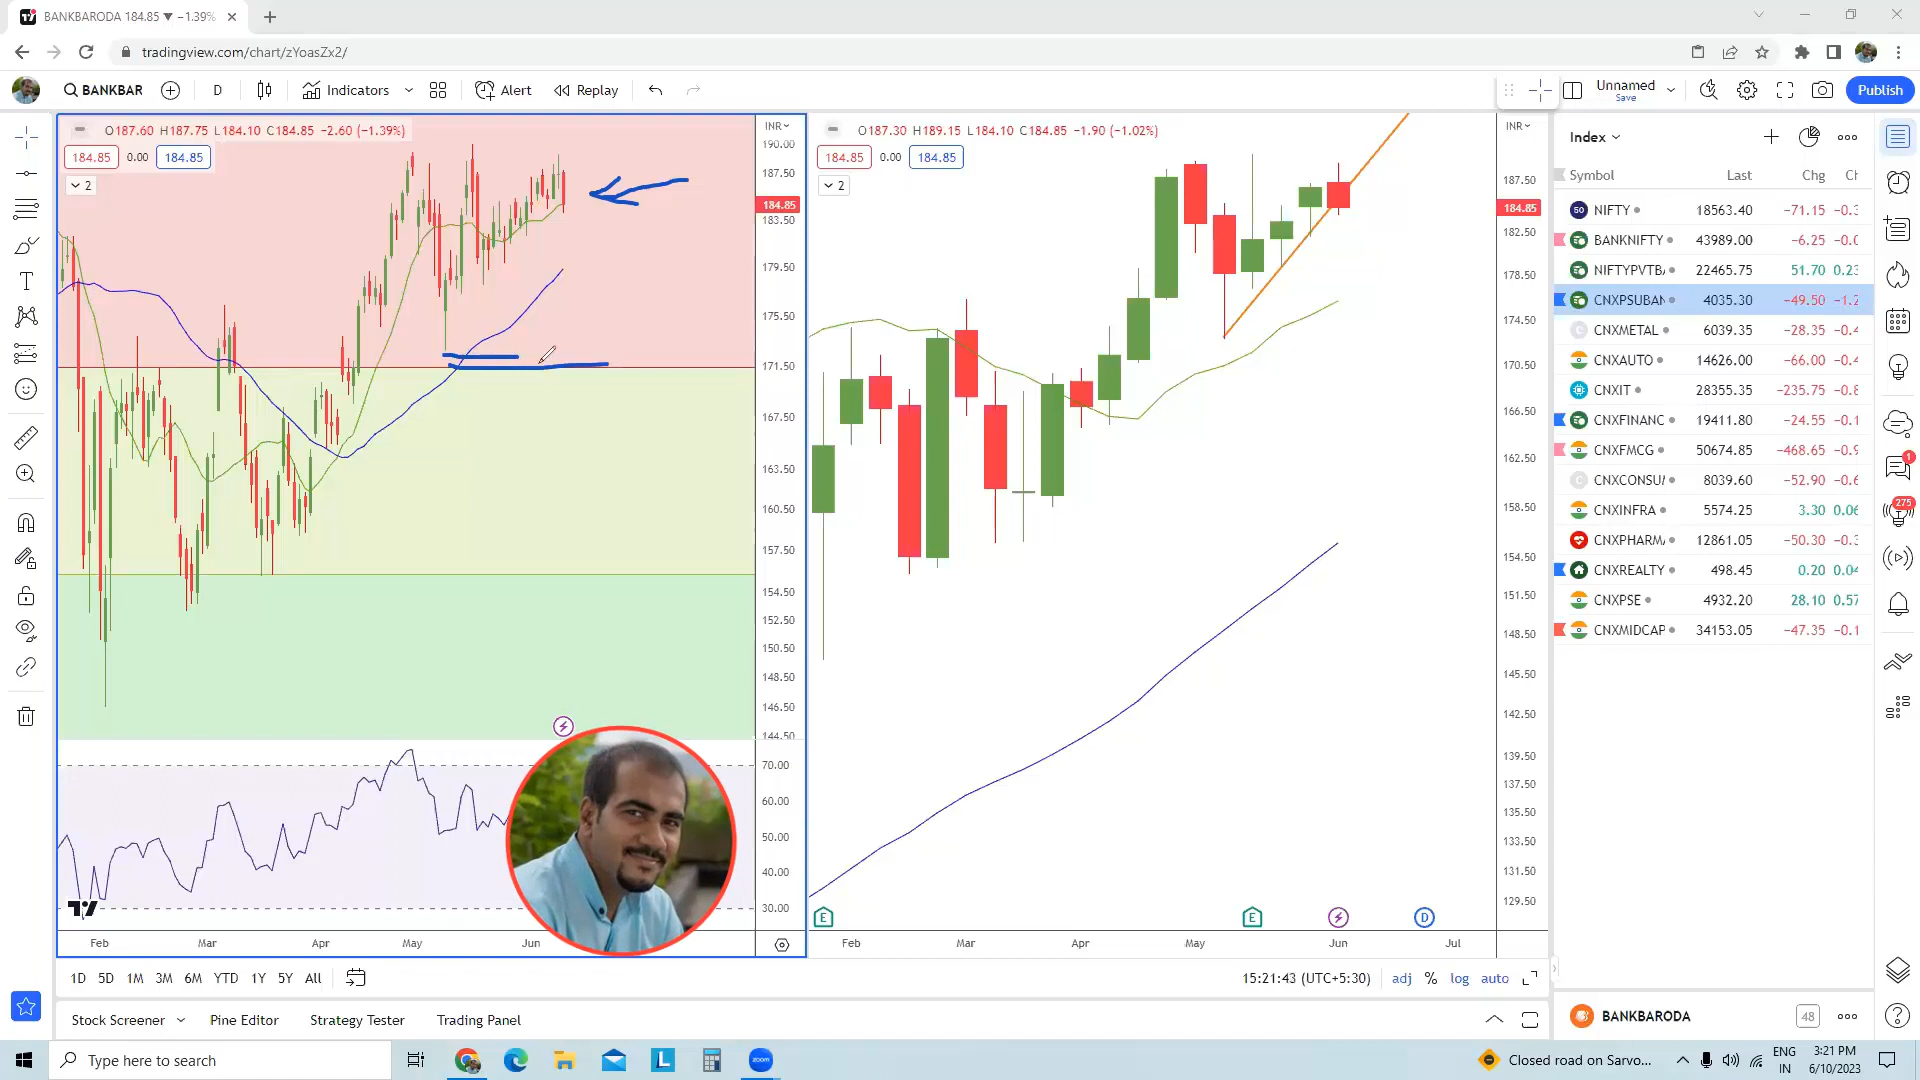 BANKBARODA 184.85 ▼ −1.39%
tradingview.com/chart/zYoasZx2/
BANKBAR
D
Indicators
Alert
Replay
Unnamed
Save
Publish
O187.60 H187.75 L184.10 C184.85 −2.60 (−1.39%)
184.85 0.00 184.85
2
INR
190.00
187.50
184.85
183.50
179.50
175.50
171.50
167.50
163.50
160.50
157.50
154.50
152.50
150.50
148.50
146.50
144.50
70.00
60.00
50.00
40.00
30.00
Feb Mar Apr May Jun
O187.30 H189.15 L184.10 C184.85 −1.90 (−1.02%)
184.85 0.00 184.85
2
INR
187.50
184.85
182.50
178.50
174.50
170.50
166.50
162.50
158.50
154.50
151.50
148.50
145.50
142.50
139.50
137.50
135.50
133.50
131.50
129.50
E E D
Feb Mar Apr May Jun Jul
Index
Symbol Last Chg
50 NIFTY 18563.40 −71.15
BANKNIFTY 43989.00 −6.25
NIFTYPVTB 22465.75 51.70 0.23
CNXPSUBAN 4035.30 −49.50
CNXMETAL 6039.35 −28.35
CNXAUTO 14626.00 −66.00
CNXIT 28355.35 −235.75
CNXFINANC 19411.80 −24.55
CNXFMCG 50674.85 −468.65
CNXCONSU 8039.60 −52.90
CNXINFRA 5574.25 3.30
CNXPHARM 12861.05 −50.30
CNXREALTY 498.45 0.20
CNXPSE 4932.20 28.10 0.57
CNXMIDCAP 34153.05 −47.35
1
275
1D 5D 1M 3M 6M YTD 1Y 5Y All
15:21:43 (UTC+5:30) adj % log auto
Stock Screener Pine Editor Strategy Tester Trading Panel
BANKBARODA 48
Type here to search
L
zoom
Closed road on Sarvo...
ENG
IN
3:21 PM
6/10/2023